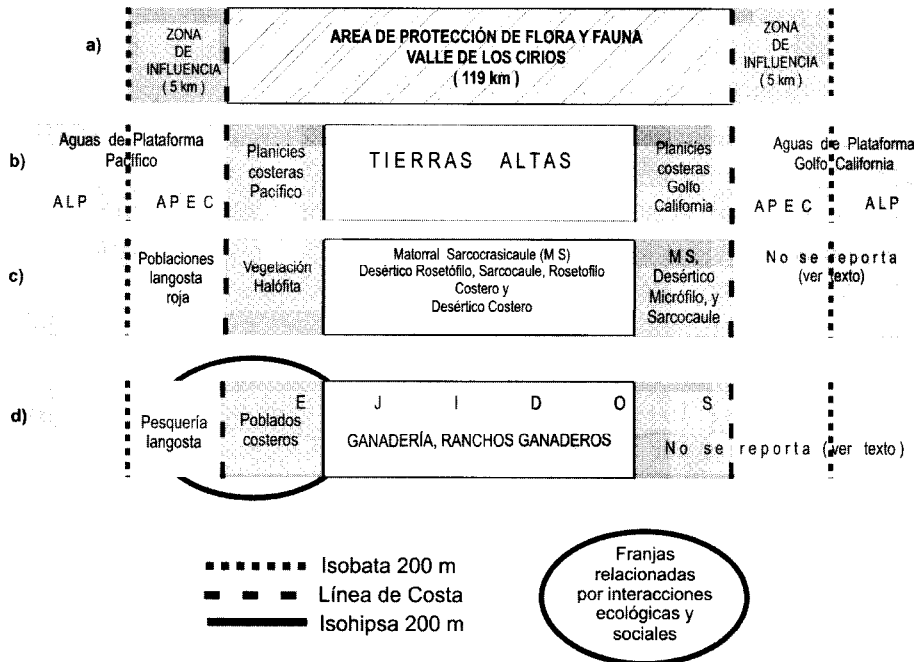 a)
ZONA
DE
INFLUENCIA
( 5 km )
AREA DE PROTECCIÓN DE FLORA Y FAUNA
VALLE DE LOS CIRIOS
( 119 km )
ZONA
DE
INFLUENCIA
( 5 km )
b)
Aguas de Plataforma
Pacífico
ALP
APEC
Planicies
costeras
Pacífico
TIERRAS ALTAS
Planicies
costeras
Golfo
California
Aguas de Plataforma
Golfo California
APEC
ALP
c)
Poblaciones
langosta
roja
Vegetación
Halófita
Matorral Sarcocrasicaule (M S)
Desértico Rosetófilo, Sarcocaule, Rosetofilo
Costero y
Desértico Costero
M S,
Desértico
Micrófilo, y
Sarcocaule
No se reporta
(ver texto)
d)
Pesquería
langosta
Poblados
costeros
E J I D O S
GANADERÍA, RANCHOS GANADEROS
No se reporta (ver texto)
Isobata 200 m
Línea de Costa
Isohipsa 200 m
Franjas
relacionadas
por interacciones
ecológicas y
sociales